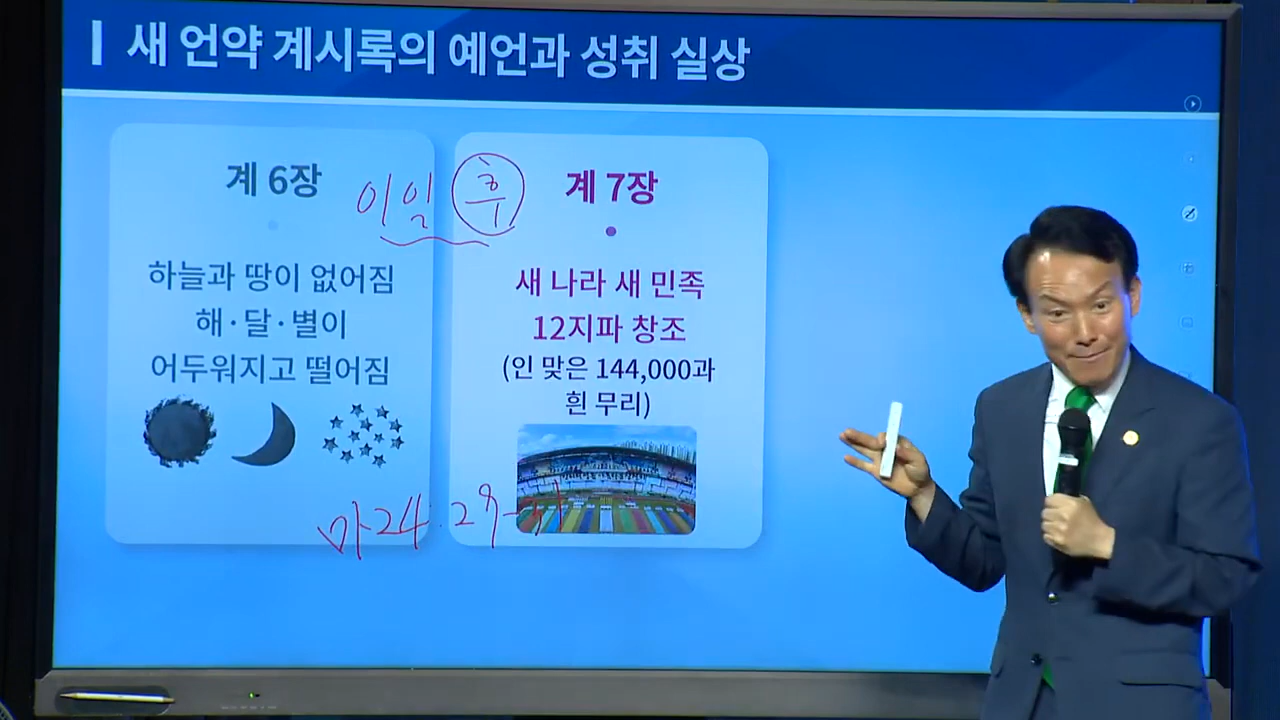 새 언약 계시록의 예언과 성취 실상
계 6장
이일 후
계 7장
하늘과 땅이 없어짐
해·달·별이
어두워지고 떨어짐
새 나라 새 민족
12지파 창조
(인 맞은 144,000과
흰 무리)
마 24:29-31